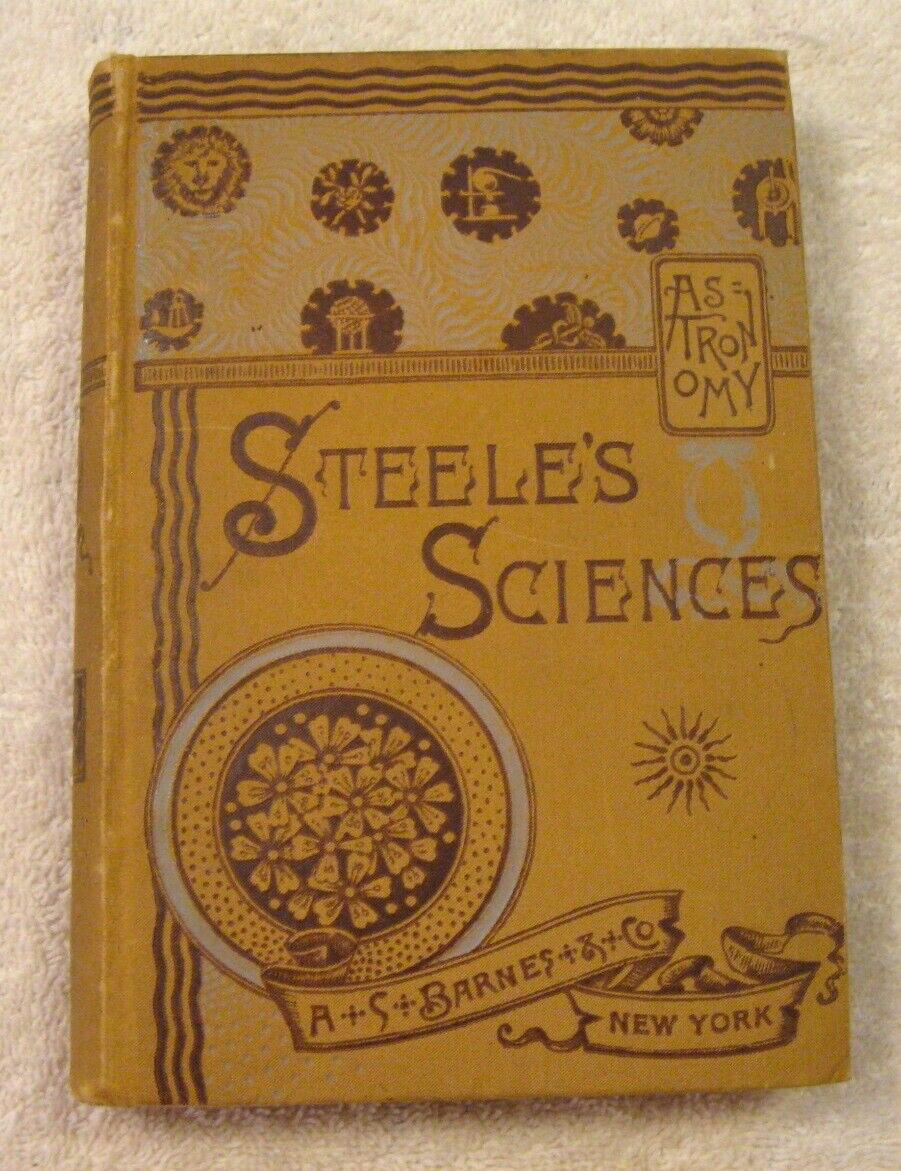 AS=
TRON
OMY
STEELE'S
SCIENCES
A+S+BARNES+&+CO
NEW YORK